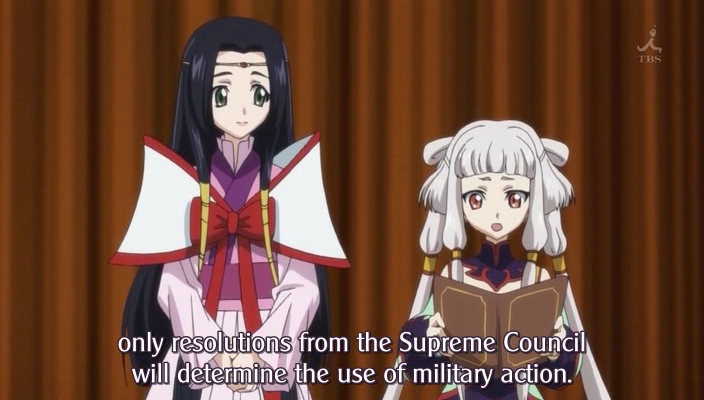 TBS
only resolutions from the Supreme Council
will determine the use of military action.